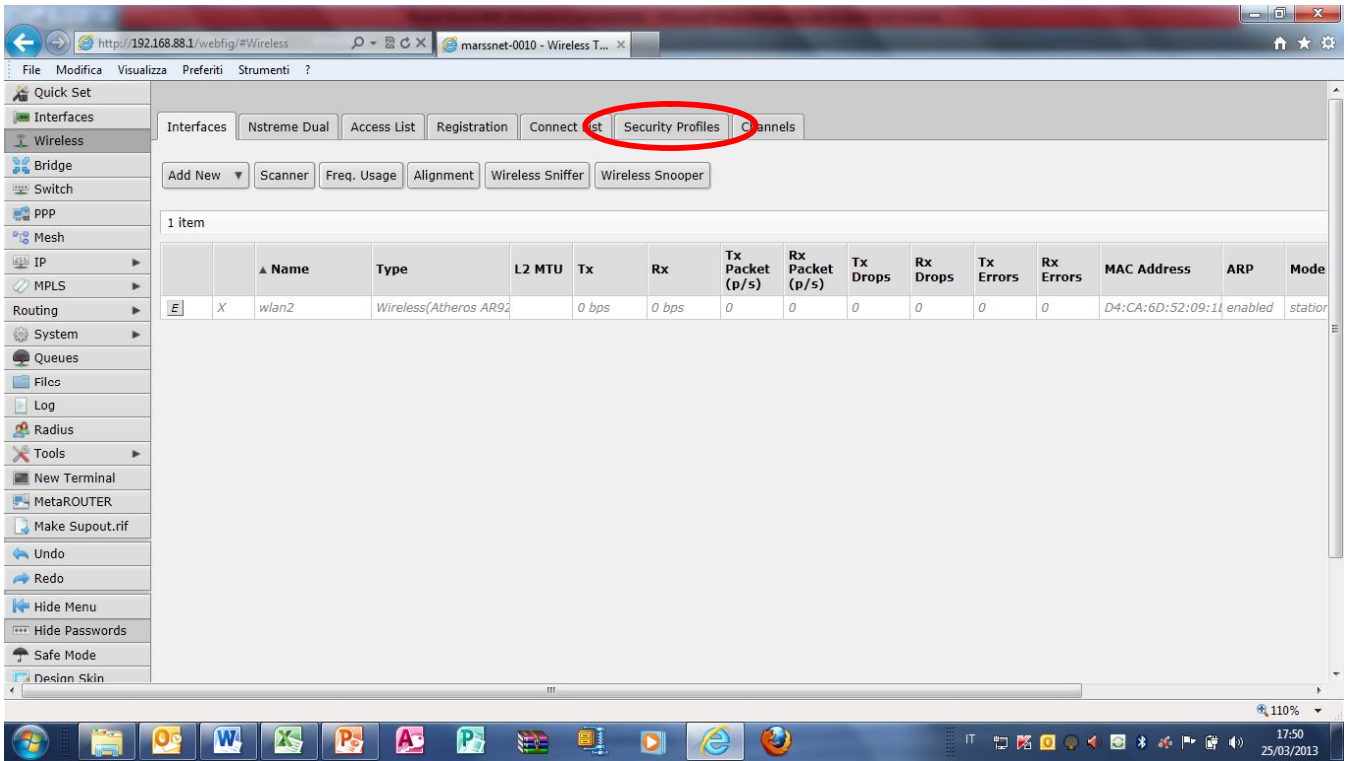 http://192.168.88.1/webfig/#Wireless
marssnet-0010 - Wireless T...
File Modifica Visualizza Preferiti Strumenti ?
Quick Set
Interfaces
Wireless
Bridge
Switch
PPP
Mesh
IP
MPLS
Routing
System
Queues
Files
Log
Radius
Tools
New Terminal
MetaROUTER
Make Supout.rif
Undo
Redo
Hide Menu
Hide Passwords
Safe Mode
Design Skin
Interfaces Nstreme Dual Access List Registration Connect List Security Profiles Channels
Add New Scanner Freq. Usage Alignment Wireless Sniffer Wireless Snooper
1 item
Name Type L2 MTU Tx Rx Tx Packet (p/s) Rx Packet (p/s) Tx Drops Rx Drops Tx Errors Rx Errors MAC Address ARP Mode
E X wlan2 Wireless(Atheros AR92 0 bps 0 bps 0 0 0 0 0 0 D4:CA:6D:52:09:1 enabled station
110%
IT 17:50
25/03/2013